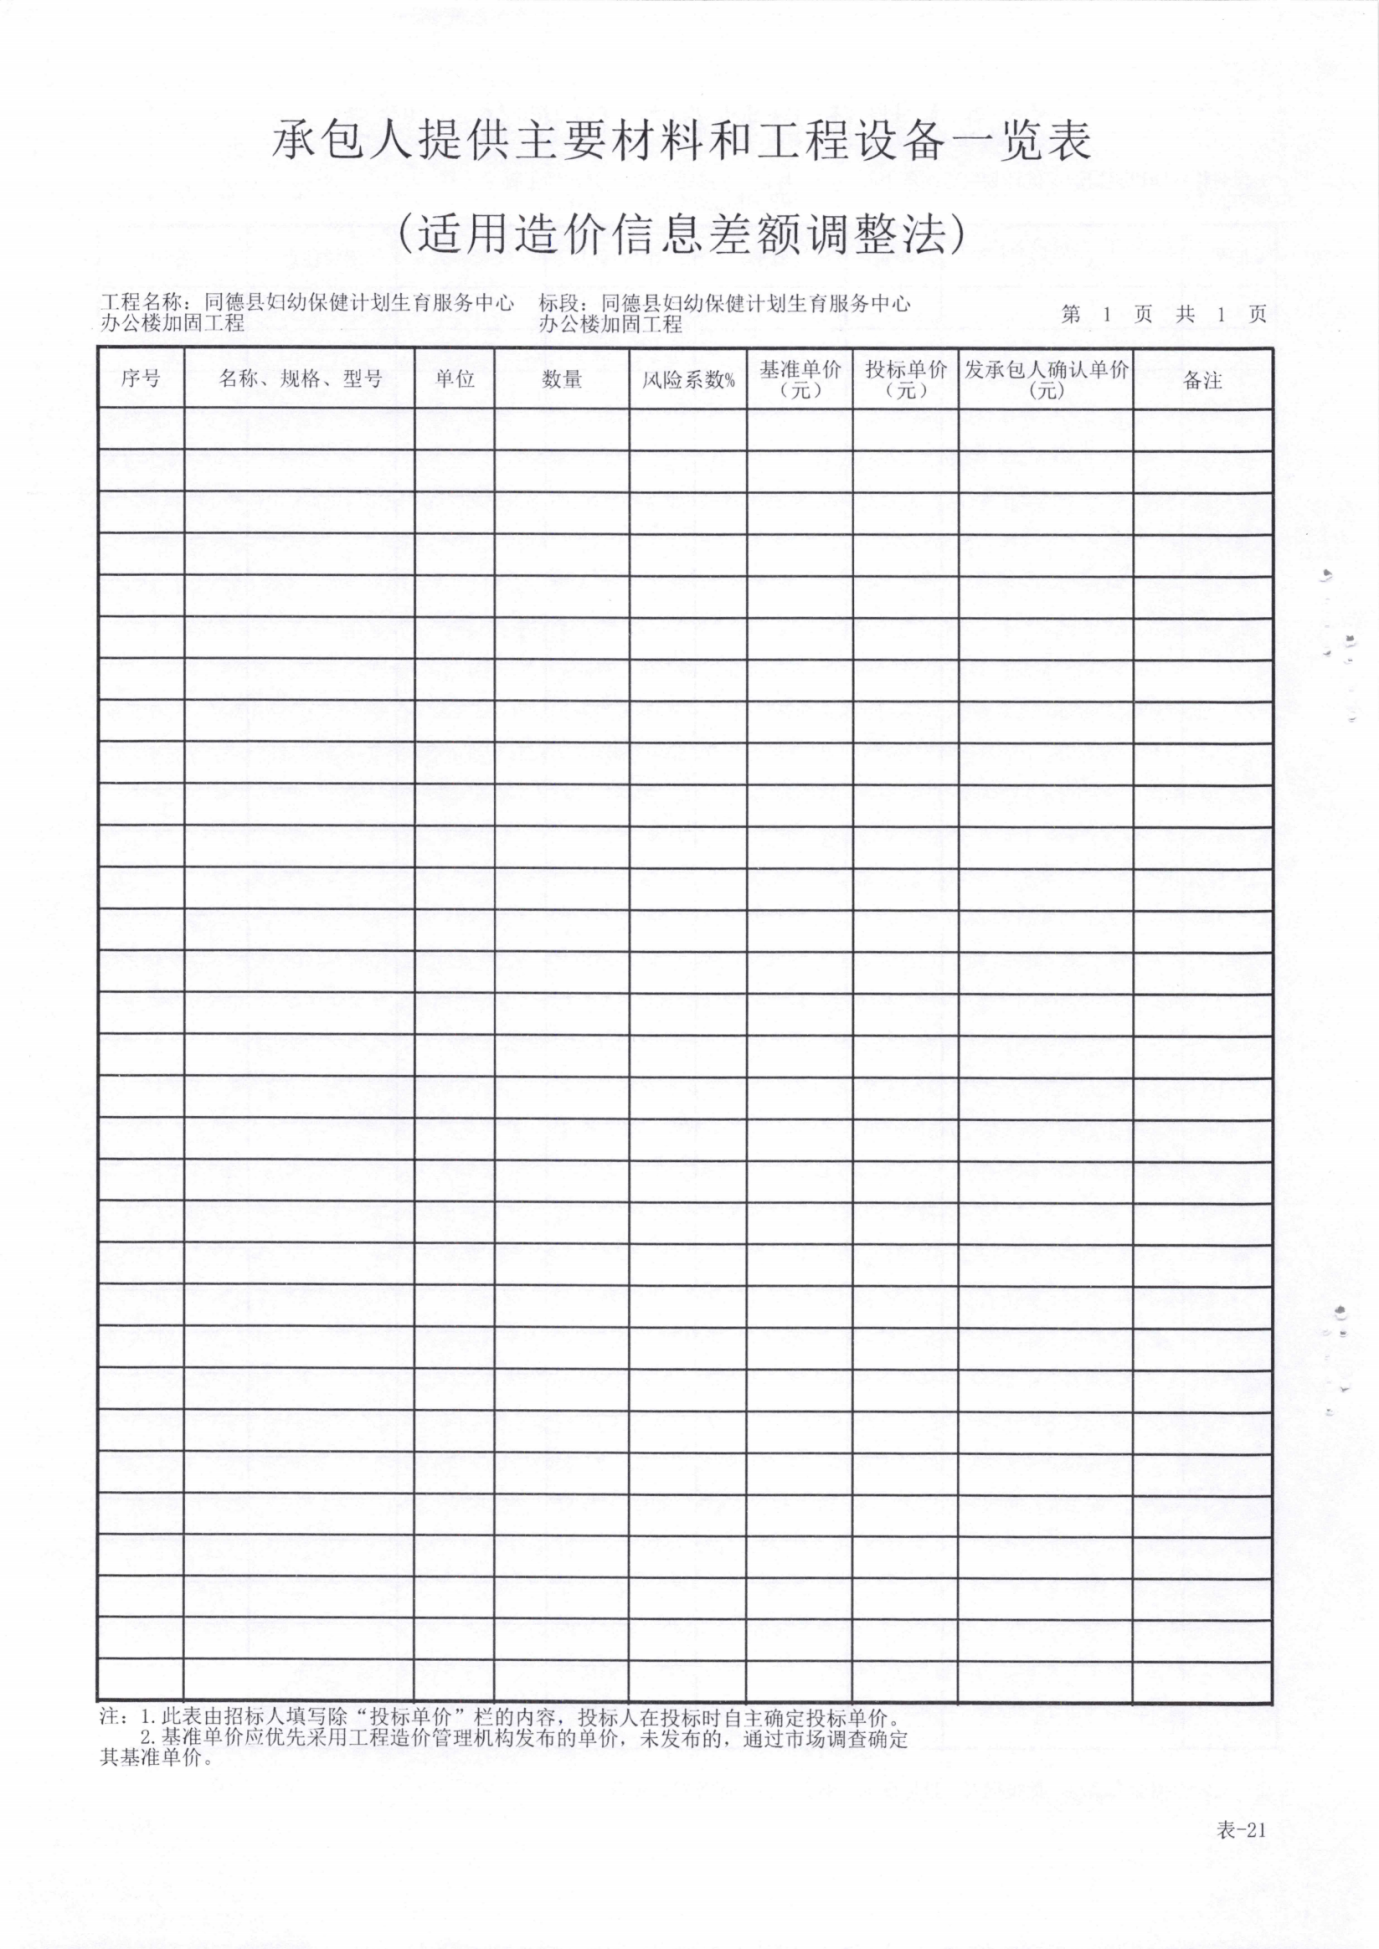 承包人提供主要材料和工程设备一览表
(适用造价信息差额调整法)
工程名称：同德县妇幼保健计划生育服务中心
办公楼加固工程
标段：同德县妇幼保健计划生育服务中心
办公楼加固工程
第 1 页 共 1 页
序号 名称、规格、型号 单位 数量 风险系数% 基准单价 投标单价 发承包人确认单价 备注
（元） （元） (元)
注：1.此表由招标人填写除“投标单价”栏的内容，投标人在投标时自主确定投标单价。
2.基准单价应优先采用工程造价管理机构发布的单价，未发布的，通过市场调查确定
其基准单价。
表-21